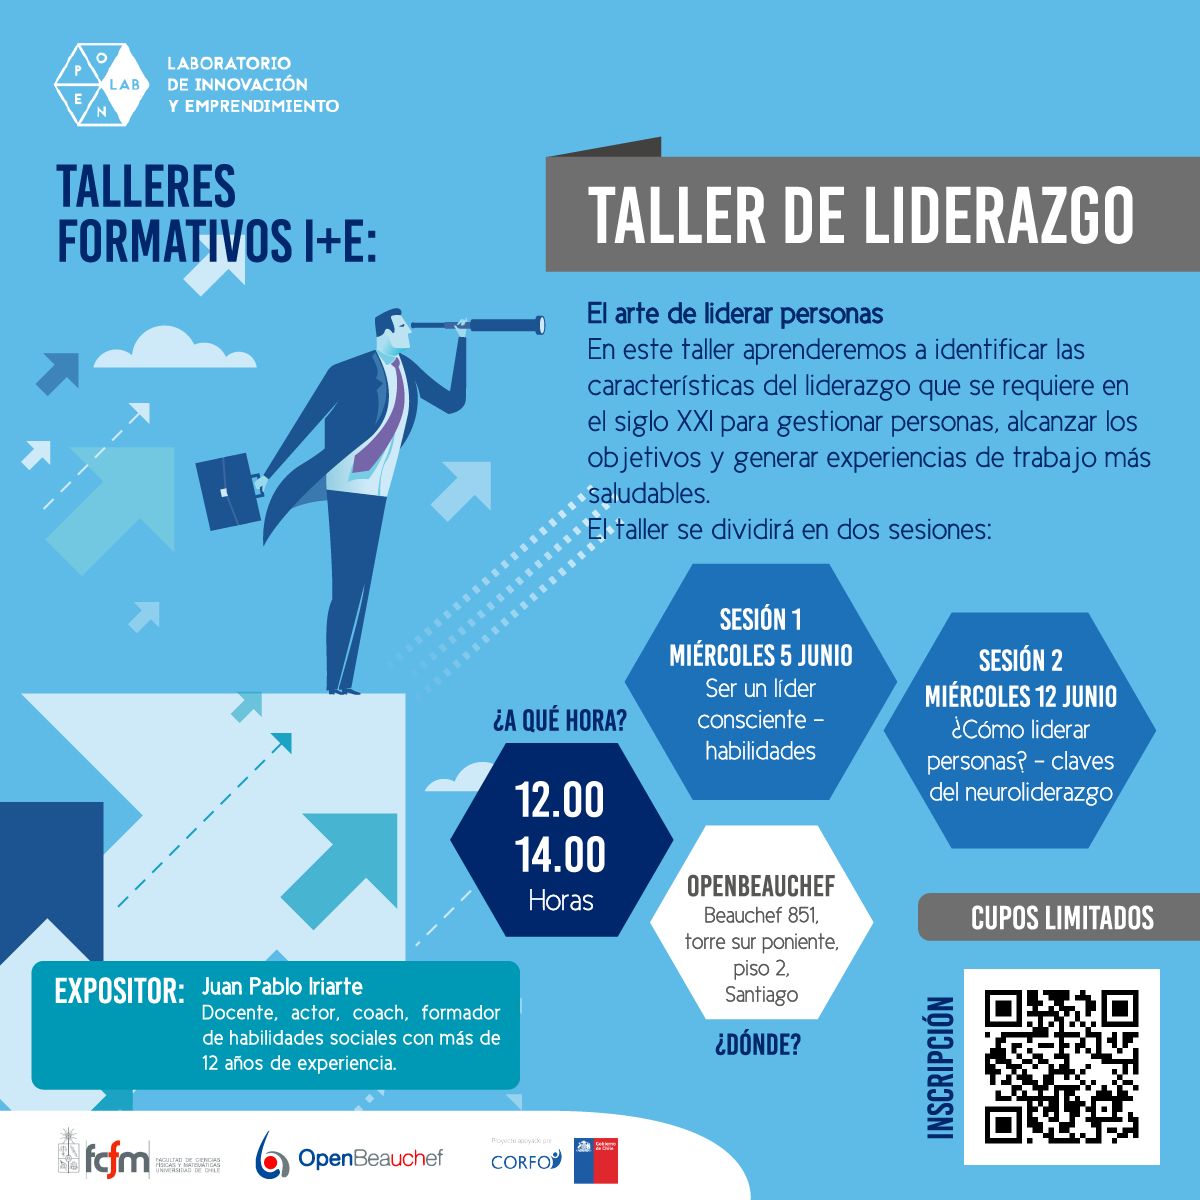 OPEN LAB
LABORATORIO
DE INNOVACIÓN
Y EMPRENDIMIENTO
TALLERES
FORMATIVOS I+E:
TALLER DE LIDERAZGO
El arte de liderar personas
En este taller aprenderemos a identificar las
características del liderazgo que se requiere en
el siglo XXI para gestionar personas, alcanzar los
objetivos y generar experiencias de trabajo más
saludables.
El taller se dividirá en dos sesiones:
SESIÓN 1
MIÉRCOLES 5 JUNIO
Ser un líder
consciente -
habilidades
SESIÓN 2
MIÉRCOLES 12 JUNIO
¿Cómo liderar
personas? - claves
del neuroliderazgo
¿A QUÉ HORA?
12.00
14.00
Horas
OPENBEAUCHEF
Beauchef 851,
torre sur poniente,
piso 2,
Santiago
¿DÓNDE?
CUPOS LIMITADOS
INSCRIPCIÓN
EXPOSITOR:
Juan Pablo Iriarte
Docente, actor, coach, formador
de habilidades sociales con más de
12 años de experiencia.
fcfm
FACULTAD DE CIENCIAS
FÍSICAS Y MATEMÁTICAS
UNIVERSIDAD DE CHILE
OpenBeauchef
Proyecto apoyado por
CORFO
Gobierno
de Chile